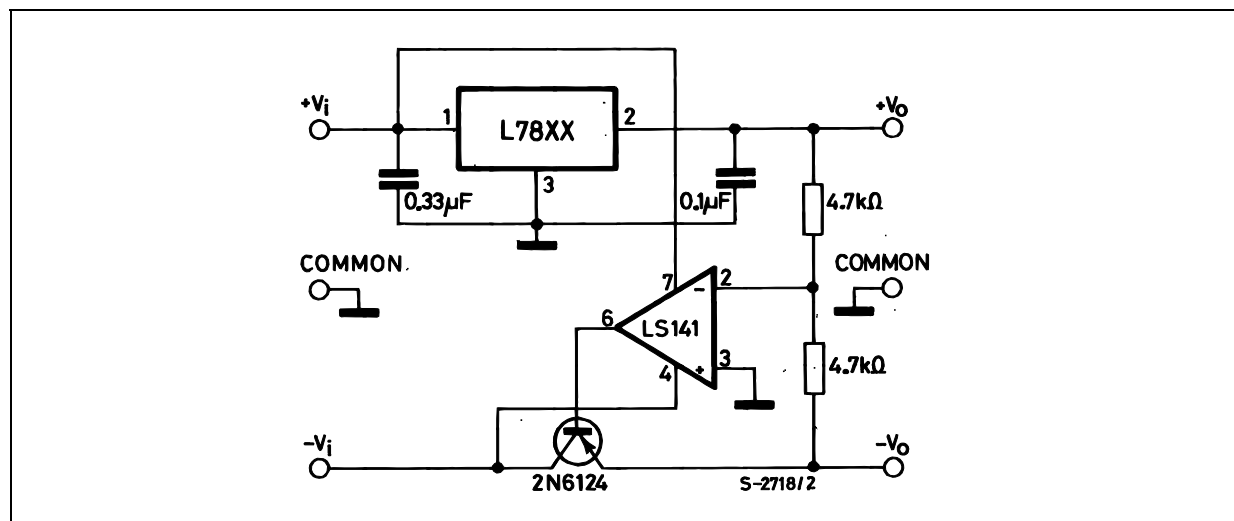 +Vi
1
L78XX
2
+Vo
3
0.33μF
0.1μF
4.7kΩ
COMMON
COMMON
7
2
-
6
LS141
3
+
4
4.7kΩ
-Vi
-Vo
2N6124
S-2718/2